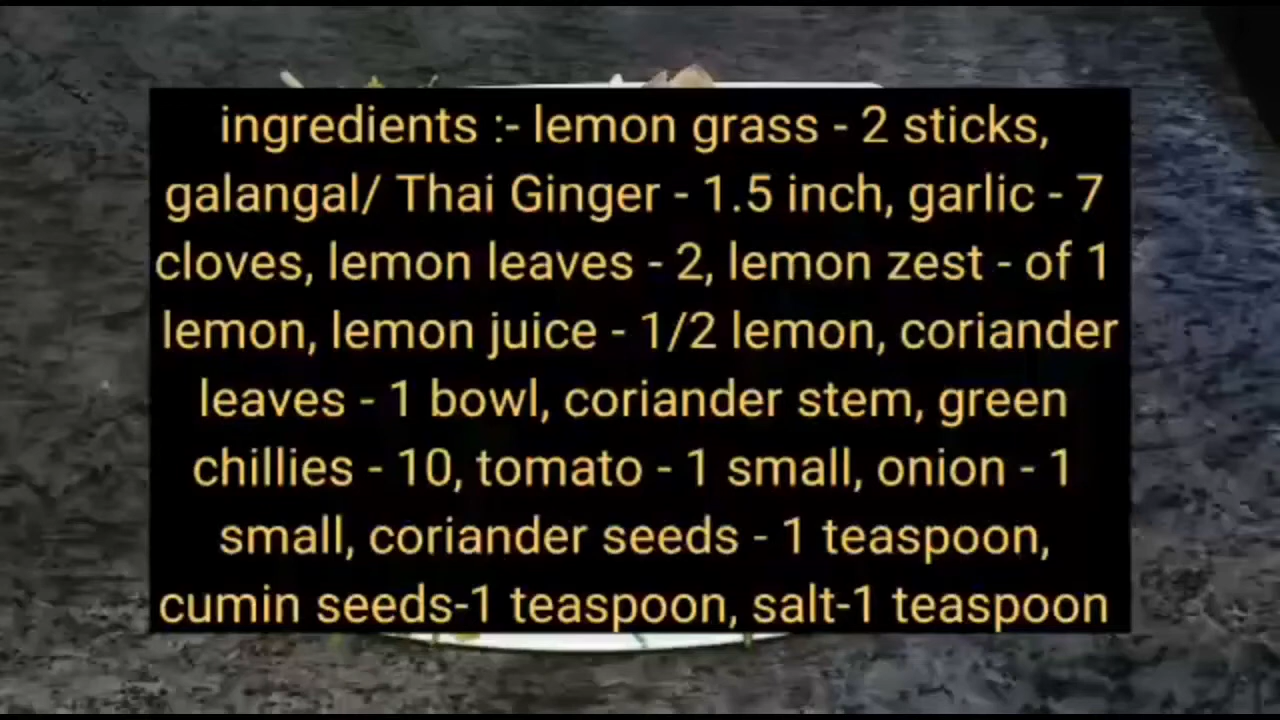 ingredients :- lemon grass - 2 sticks,
galangal/ Thai Ginger - 1.5 inch, garlic - 7
cloves, lemon leaves - 2, lemon zest - of 1
lemon, lemon juice - 1/2 lemon, coriander
leaves - 1 bowl, coriander stem, green
chillies - 10, tomato - 1 small, onion - 1
small, coriander seeds - 1 teaspoon,
cumin seeds-1 teaspoon, salt-1 teaspoon